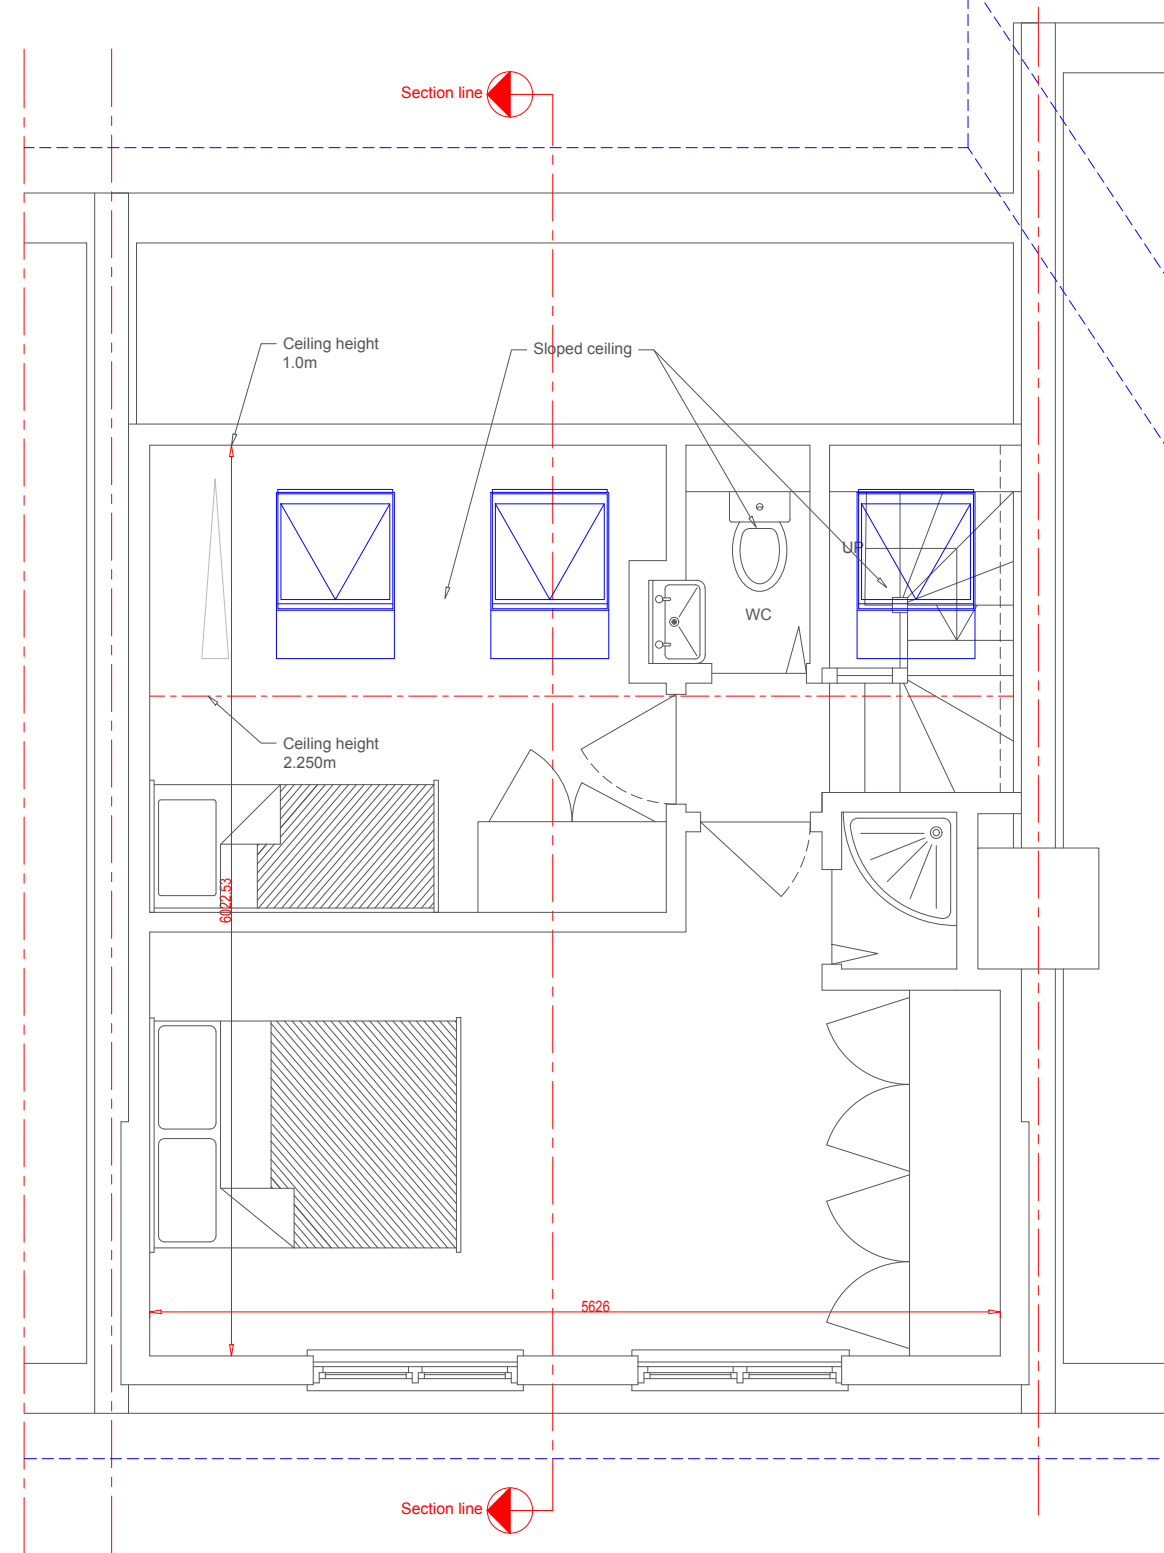 Section line
Ceiling height
1.0m
Sloped ceiling
UP
WC
Ceiling height
2.250m
6022.53
5626
Section line